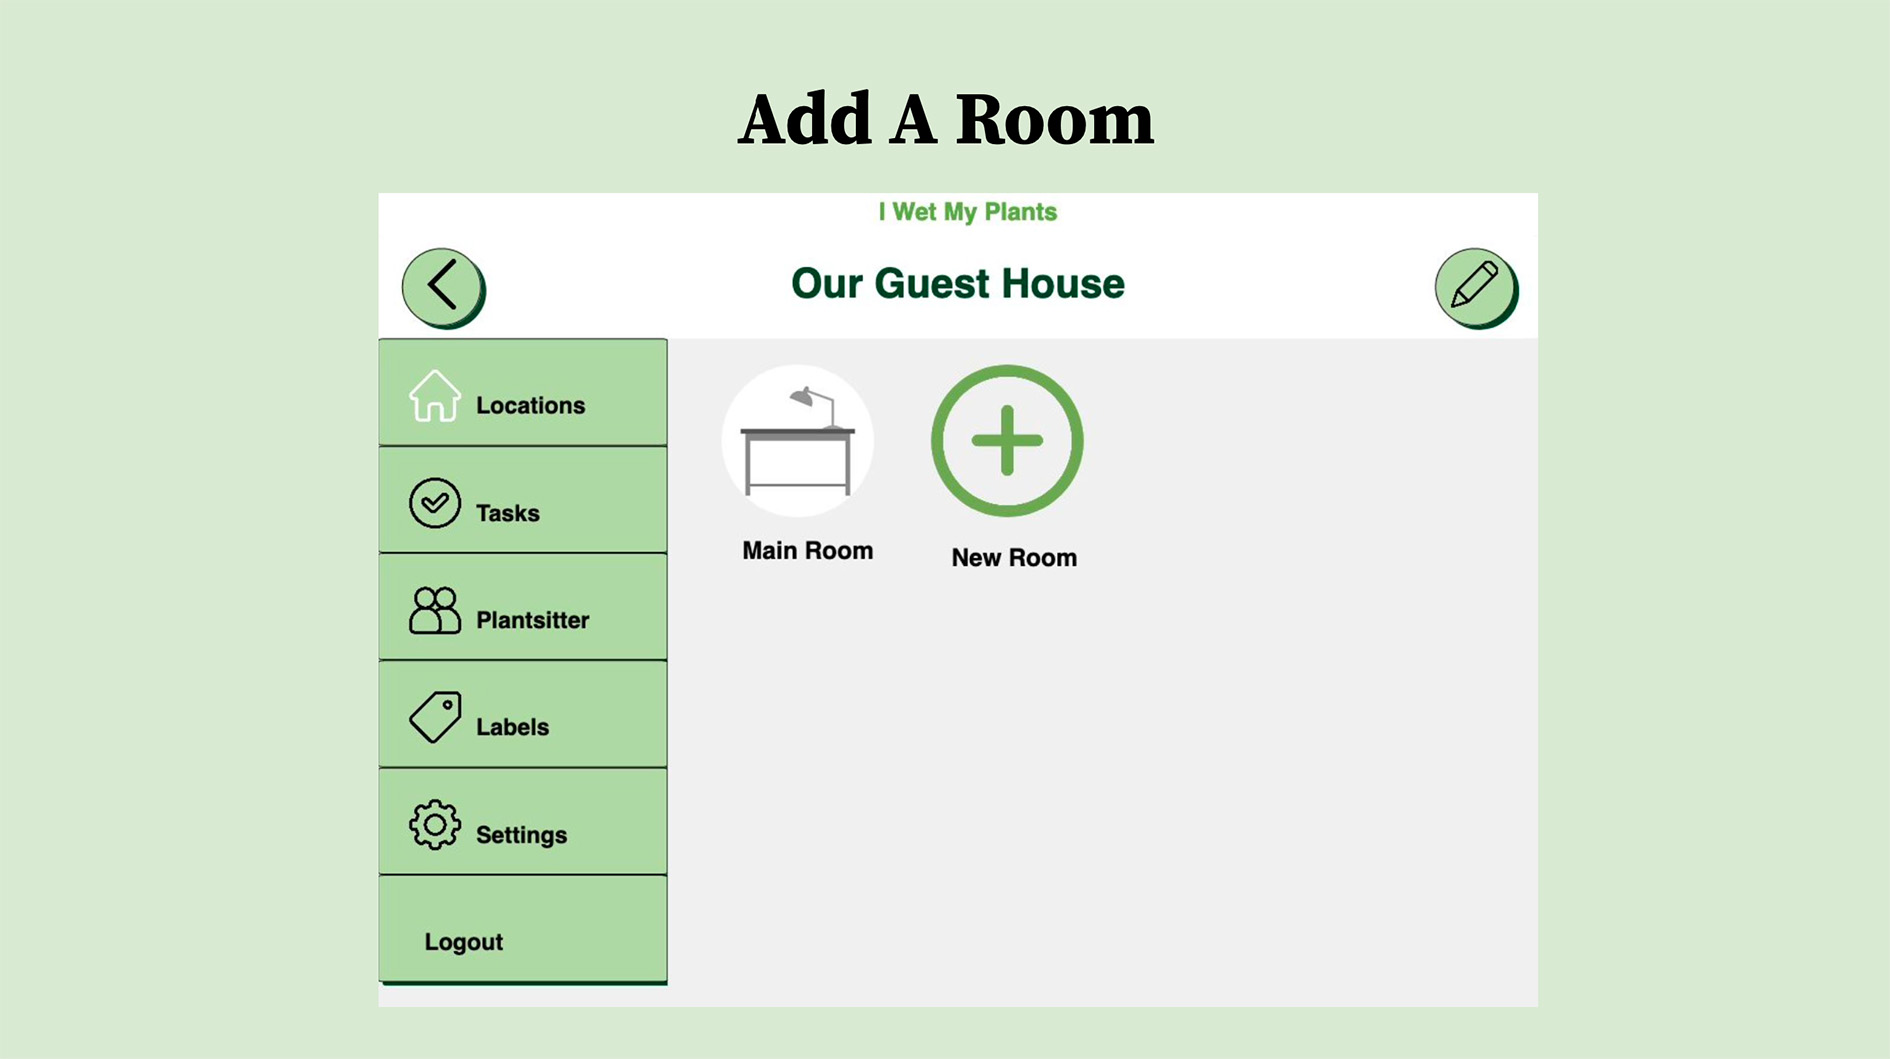 Add A Room
I Wet My Plants
Our Guest House
Locations
Tasks
Plantsitter
Labels
Settings
Logout
Main Room
New Room